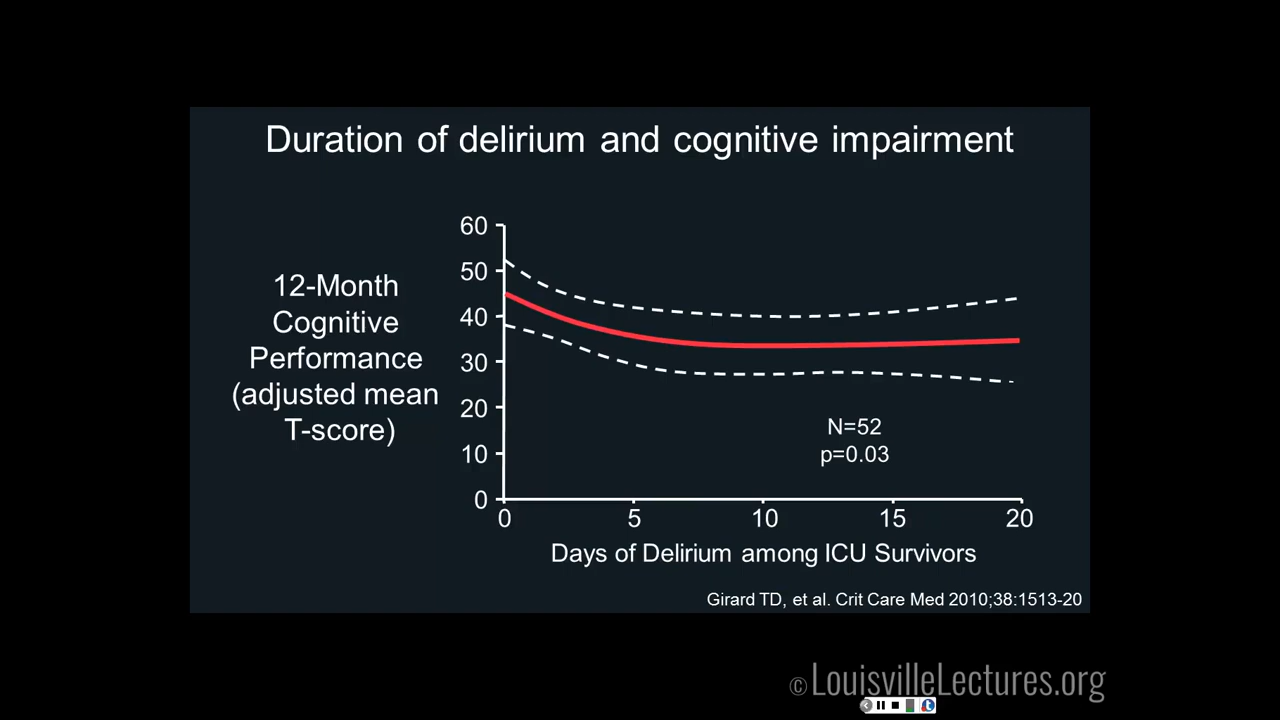 Duration of delirium and cognitive impairment
12-Month
Cognitive
Performance
(adjusted mean
T-score)
60
50
40
30
20
10
0
N=52
p=0.03
0 5 10 15 20
Days of Delirium among ICU Survivors
Girard TD, et al. Crit Care Med 2010;38:1513-20
© LouisvilleLectures.org